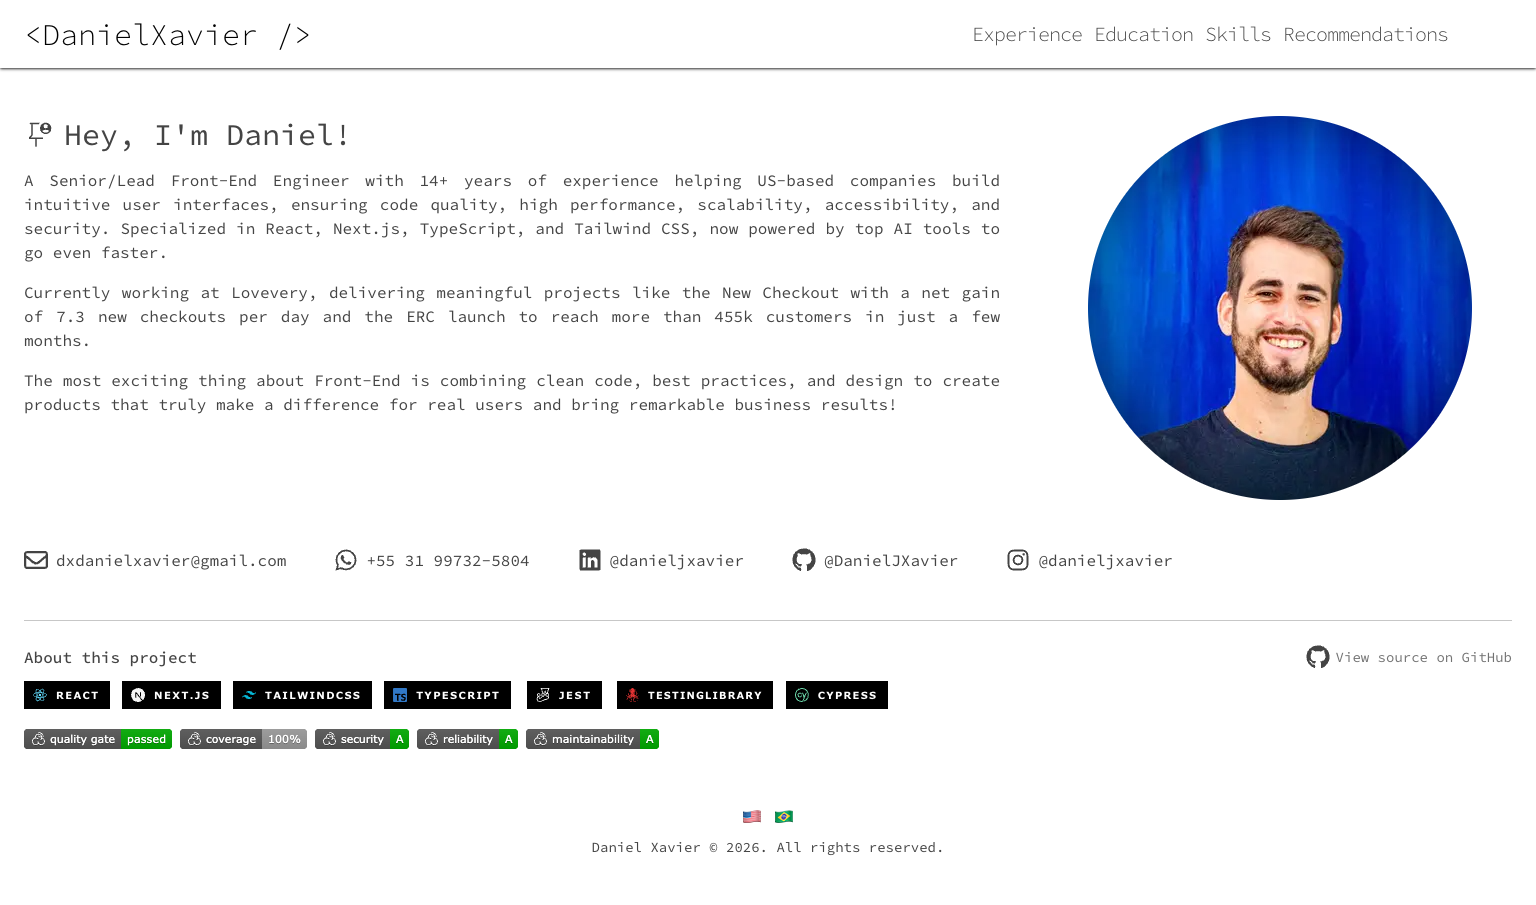 <DanielXavier />
Experience Education Skills Recommendations
Hey, I'm Daniel!
A Senior/Lead Front-End Engineer with 14+ years of experience helping US-based companies build
intuitive user interfaces, ensuring code quality, high performance, scalability, accessibility, and
security. Specialized in React, Next.js, TypeScript, and Tailwind CSS, now powered by top AI tools to
go even faster.
Currently working at Lovevery, delivering meaningful projects like the New Checkout with a net gain
of 7.3 new checkouts per day and the ERC launch to reach more than 455k customers in just a few
months.
The most exciting thing about Front-End is combining clean code, best practices, and design to create
products that truly make a difference for real users and bring remarkable business results!
dxdanielxavier@gmail.com +55 31 99732-5804 @danieljxavier @DanielJXavier @danieljxavier
About this project
View source on GitHub
REACT NEXT.JS TAILWINDCSS TYPESCRIPT JEST TESTINGLIBRARY CYPRESS
quality gate passed coverage 100% security A reliability A maintainability A
Daniel Xavier © 2026. All rights reserved.